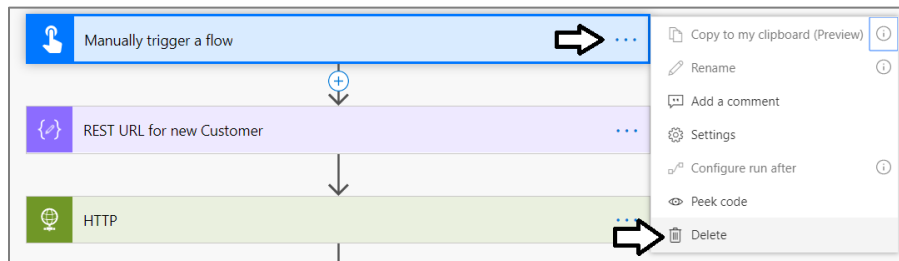 Manually trigger a flow
Copy to my clipboard (Preview)
Rename
Add a comment
REST URL for new Customer
Settings
Configure run after
Peek code
HTTP
Delete